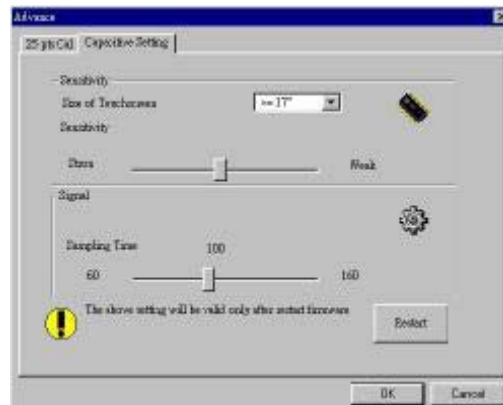 Advance
25 pts Cal Capacitive Setting
Sensitivity
Size of Touchscreen >= 17"
Sensitivity
Weak
Signal
Sampling Time 100
60 160
The above setting will be valid only after restart firmware
Restart
OK Cancel